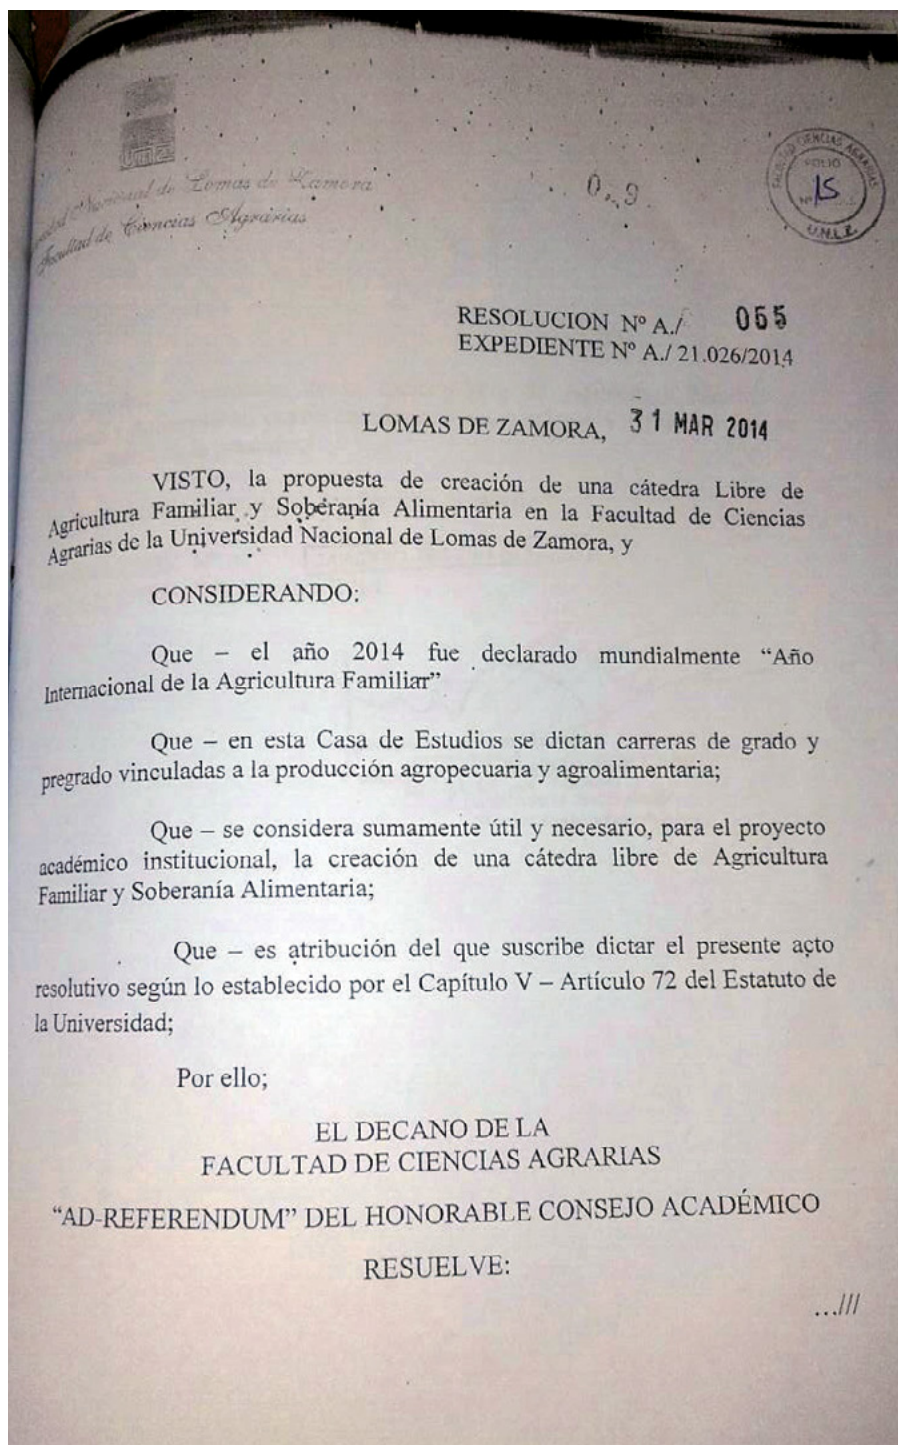 Nacional de Lomas de Zamora
Facultad de Ciencias Agrarias
FACULTAD CIENCIAS AGRARIAS
FOLIO
15
Nº
U.N.L.Z.
RESOLUCION Nº A./ 055
EXPEDIENTE Nº A./ 21.026/2014
LOMAS DE ZAMORA, 31 MAR 2014
VISTO, la propuesta de creación de una cátedra Libre de
Agricultura Familiar y Soberanía Alimentaria en la Facultad de Ciencias
Agrarias de la Universidad Nacional de Lomas de Zamora, y
CONSIDERANDO:
Que – el año 2014 fue declarado mundialmente “Año
Internacional de la Agricultura Familiar”
Que – en esta Casa de Estudios se dictan carreras de grado y
pregrado vinculadas a la producción agropecuaria y agroalimentaria;
Que – se considera sumamente útil y necesario, para el proyecto
académico institucional, la creación de una cátedra libre de Agricultura
Familiar y Soberanía Alimentaria;
Que – es atribución del que suscribe dictar el presente acto
resolutivo según lo establecido por el Capítulo V – Artículo 72 del Estatuto de
la Universidad;
Por ello;
EL DECANO DE LA
FACULTAD DE CIENCIAS AGRARIAS
“AD-REFERENDUM” DEL HONORABLE CONSEJO ACADÉMICO
RESUELVE:
...///